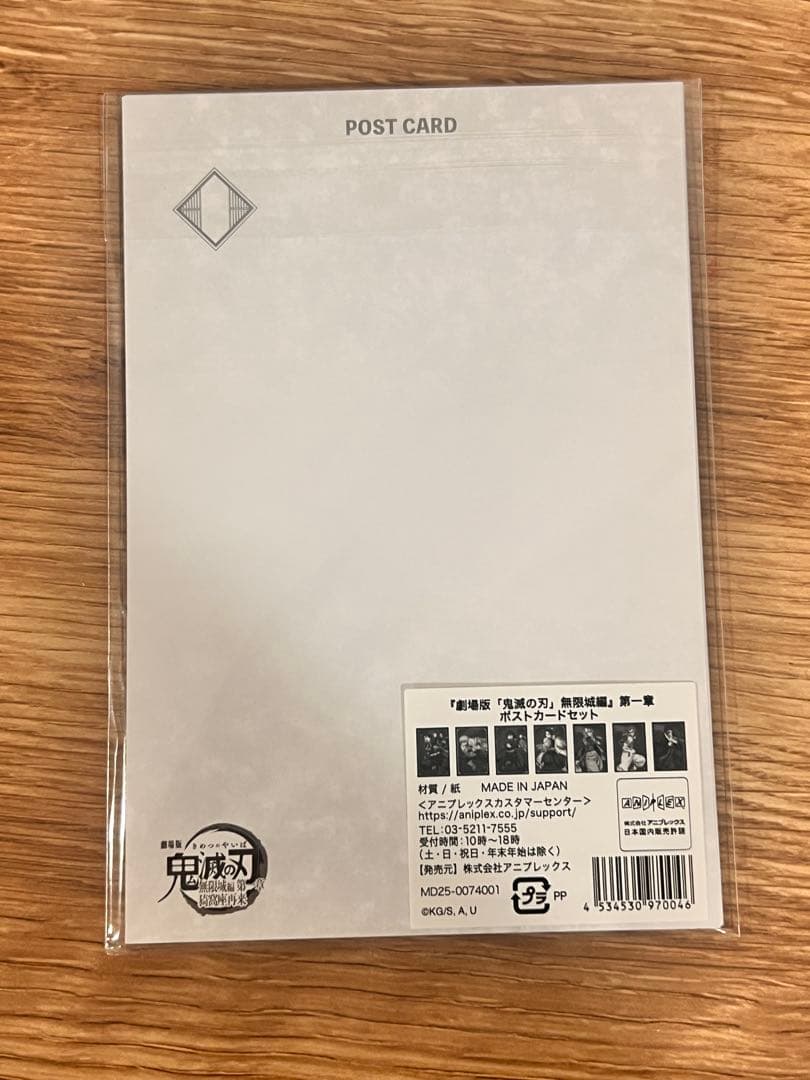 POST CARD
『劇場版「鬼滅の刃」無限城編』第一章
ポストカードセット
材質 / 紙 MADE IN JAPAN
<アニプレックスカスタマーセンター>
https://aniplex.co.jp/support/
TEL:03-5211-7555
受付時間:10時~18時
(土・日・祝日・年末年始は除く)
【発売元】株式会社アニプレックス
MD25-0074001
©KG/S, A, U
プラ
PP
ANIPLEX
株式会社 アニプレックス
日本国内販売許諾
4 534530 970046
劇場版
きめつのやいば
鬼滅の刃
無限城編 第一章
猗窩座再来